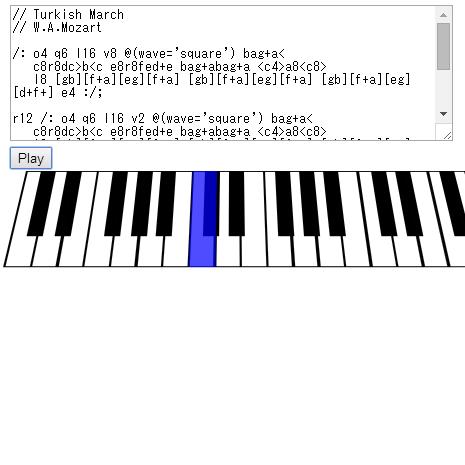 // Turkish March
// W.A.Mozart
/: o4 q6 l16 v8 @(wave='square') bag+a<
c8r8dc>b<c e8r8fed+e bag+abag+a <c4>a8<c8>
l8 [gb][f+a][eg][f+a] [gb][f+a][eg][f+a] [gb][f+a][eg]
[d+f+] e4 :/;
r12 /: o4 q6 l16 v2 @(wave='square') bag+a<
c8r8dc>b<c e8r8fed+e bag+abag+a <c4>a8<c8>
Play